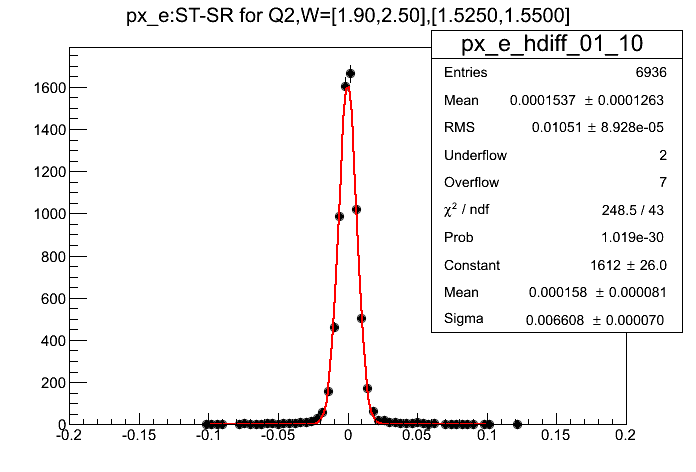 px_e:ST-SR for Q2,W=[1.90,2.50],[1.5250,1.5500]
px_e_hdiff_01_10
Entries 6936
Mean 0.0001537 ± 0.0001263
RMS 0.01051 ± 8.928e-05
Underflow 2
Overflow 7
χ² / ndf 248.5 / 43
Prob 1.019e-30
Constant 1612 ± 26.0
Mean 0.000158 ± 0.000081
Sigma 0.006608 ± 0.000070
1600
1400
1200
1000
800
600
400
200
0
-0.2 -0.15 -0.1 -0.05 0 0.05 0.1 0.15 0.2